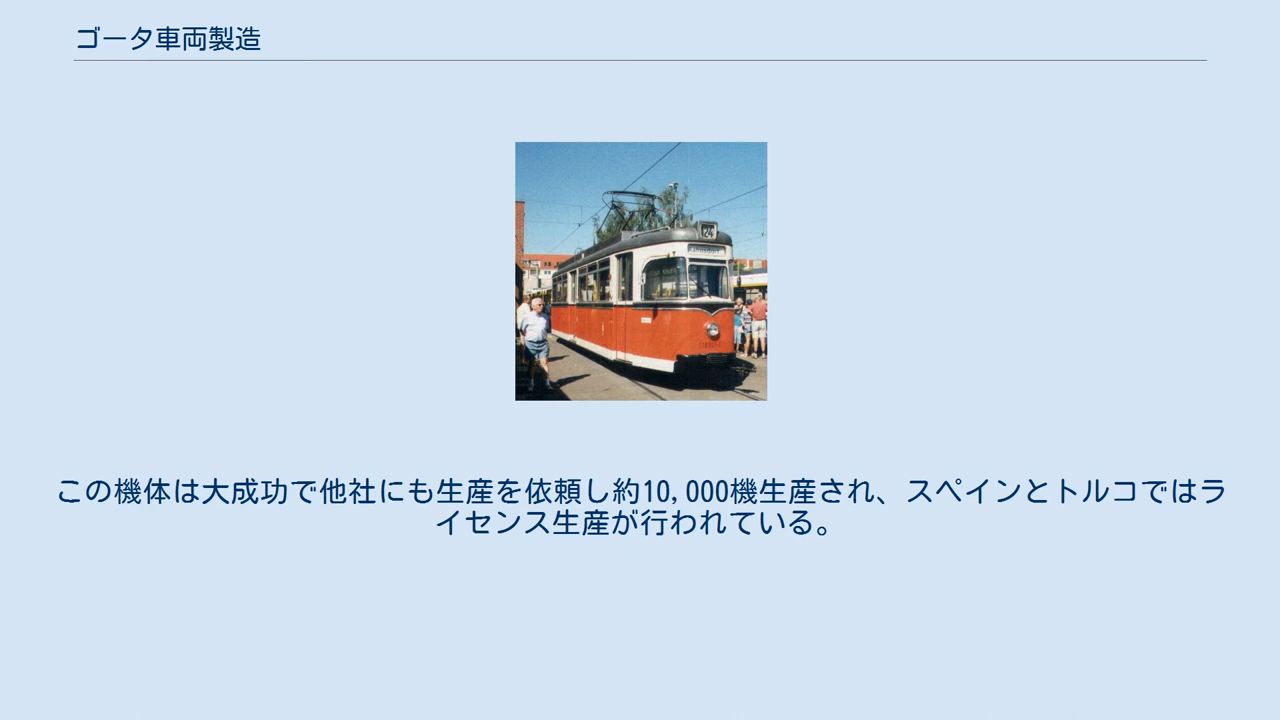 ゴータ車両製造
24
この機体は大成功で他社にも生産を依頼し約10,000機生産され、スペインとトルコではラ
イセンス生産が行われている。